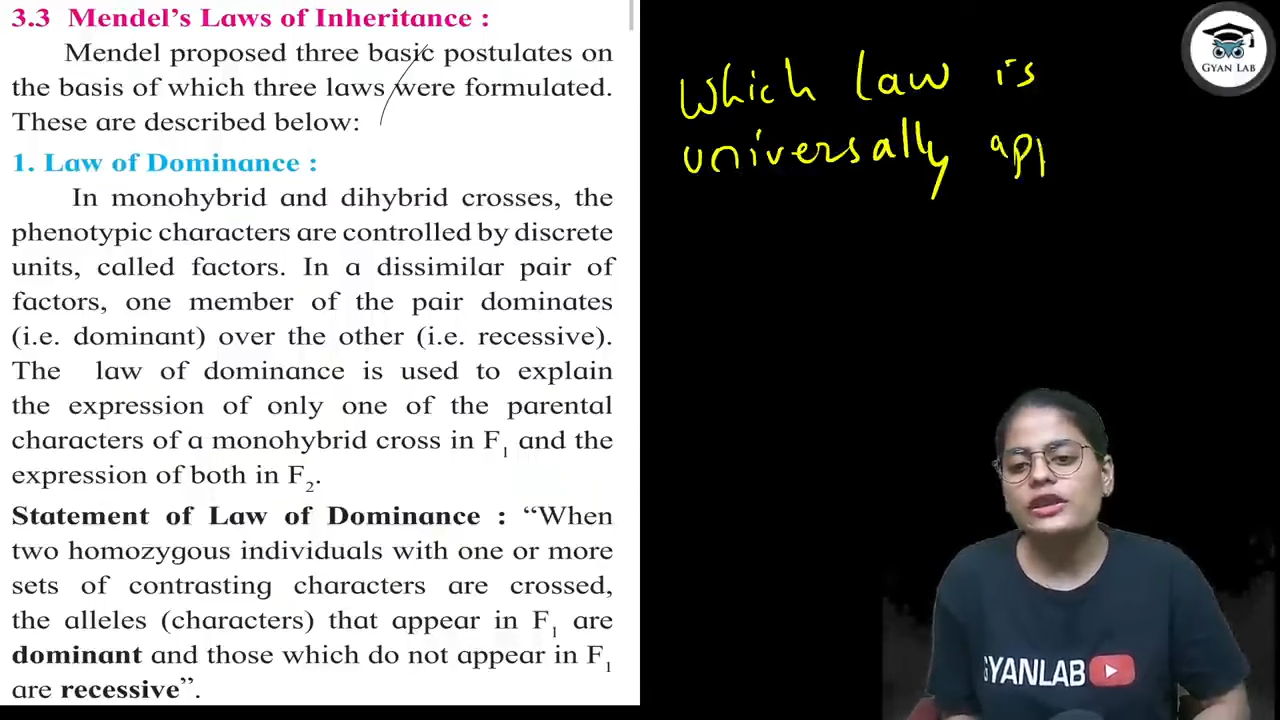 3.3 Mendel’s Laws of Inheritance :
Mendel proposed three basic postulates on
the basis of which three laws were formulated.
These are described below:
1. Law of Dominance :
In monohybrid and dihybrid crosses, the
phenotypic characters are controlled by discrete
units, called factors. In a dissimilar pair of
factors, one member of the pair dominates
(i.e. dominant) over the other (i.e. recessive).
The law of dominance is used to explain
the expression of only one of the parental
characters of a monohybrid cross in F₁ and the
expression of both in F₂.
Statement of Law of Dominance : “When
two homozygous individuals with one or more
sets of contrasting characters are crossed,
the alleles (characters) that appear in F₁ are
dominant and those which do not appear in F₁
are recessive”.
Which law is
universally apl
GYAN LAB
GYANLAB